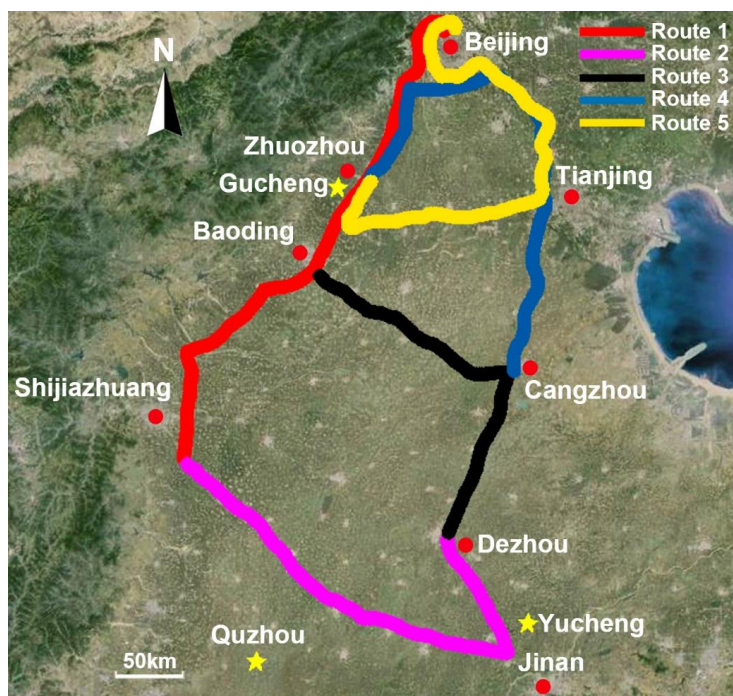 N
Beijing
Route 1
Route 2
Route 3
Route 4
Route 5
Zhuozhou
Gucheng
Tianjing
Baoding
Shijiazhuang
Cangzhou
Dezhou
Quzhou
Yucheng
50km
Jinan